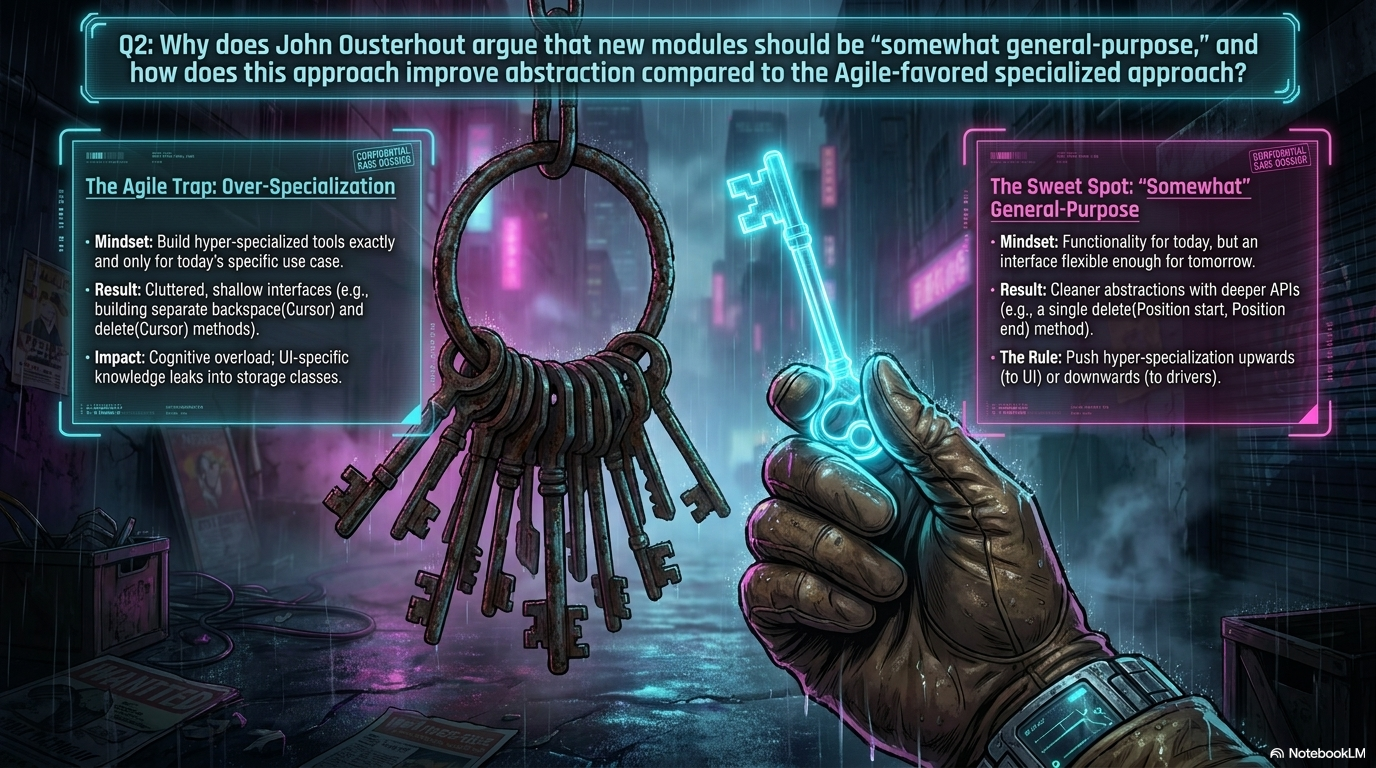 Q2: Why does John Ousterhout argue that new modules should be “somewhat general-purpose,” and
how does this approach improve abstraction compared to the Agile-favored specialized approach?
The Agile Trap: Over-Specialization
• Mindset: Build hyper-specialized tools exactly
and only for today's specific use case.
• Result: Cluttered, shallow interfaces (e.g.,
building separate backspace(Cursor) and
delete(Cursor) methods).
• Impact: Cognitive overload; UI-specific
knowledge leaks into storage classes.
The Sweet Spot: “Somewhat”
General-Purpose
• Mindset: Functionality for today, but an
interface flexible enough for tomorrow.
• Result: Cleaner abstractions with deeper APIs
(e.g., a single delete(Position start, Position
end) method).
• The Rule: Push hyper-specialization upwards
(to UI) or downwards (to drivers).
NotebookLM